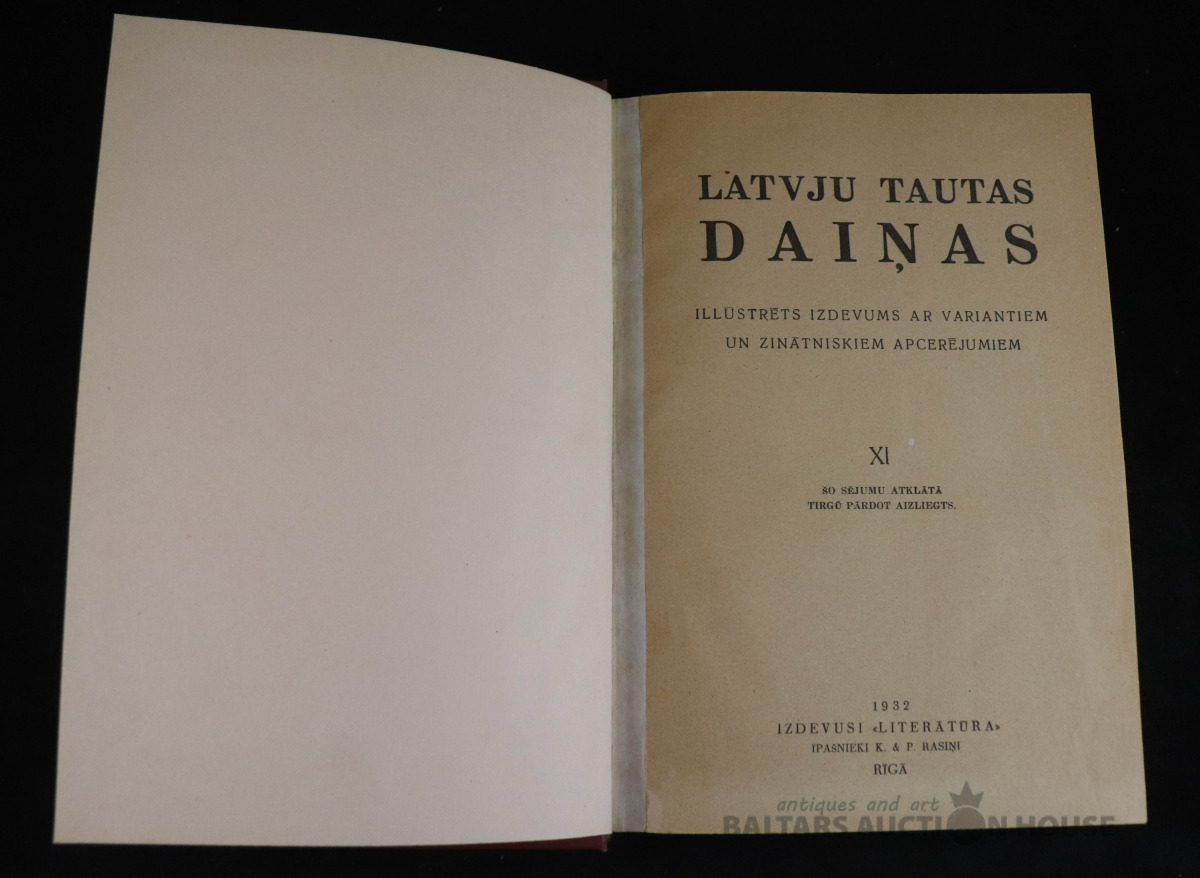 LATVJU TAUTAS
DAIŅAS
ILLŪSTRĒTS IZDEVUMS AR VARIANTIEM
UN ZINĀTNISKIEM APCERĒJUMIEM
XI
ŠO SĒJUMU ATKLĀTĀ
TIRGŪ PĀRDOT AIZLIEGTS.
1932
IZDEVUSI «LITERĀTŪRA»
ĪPAŠNIEKI K. & P. RASIŅI
RĪGĀ
antiques and art
BALTARS AUCTION HOUSE